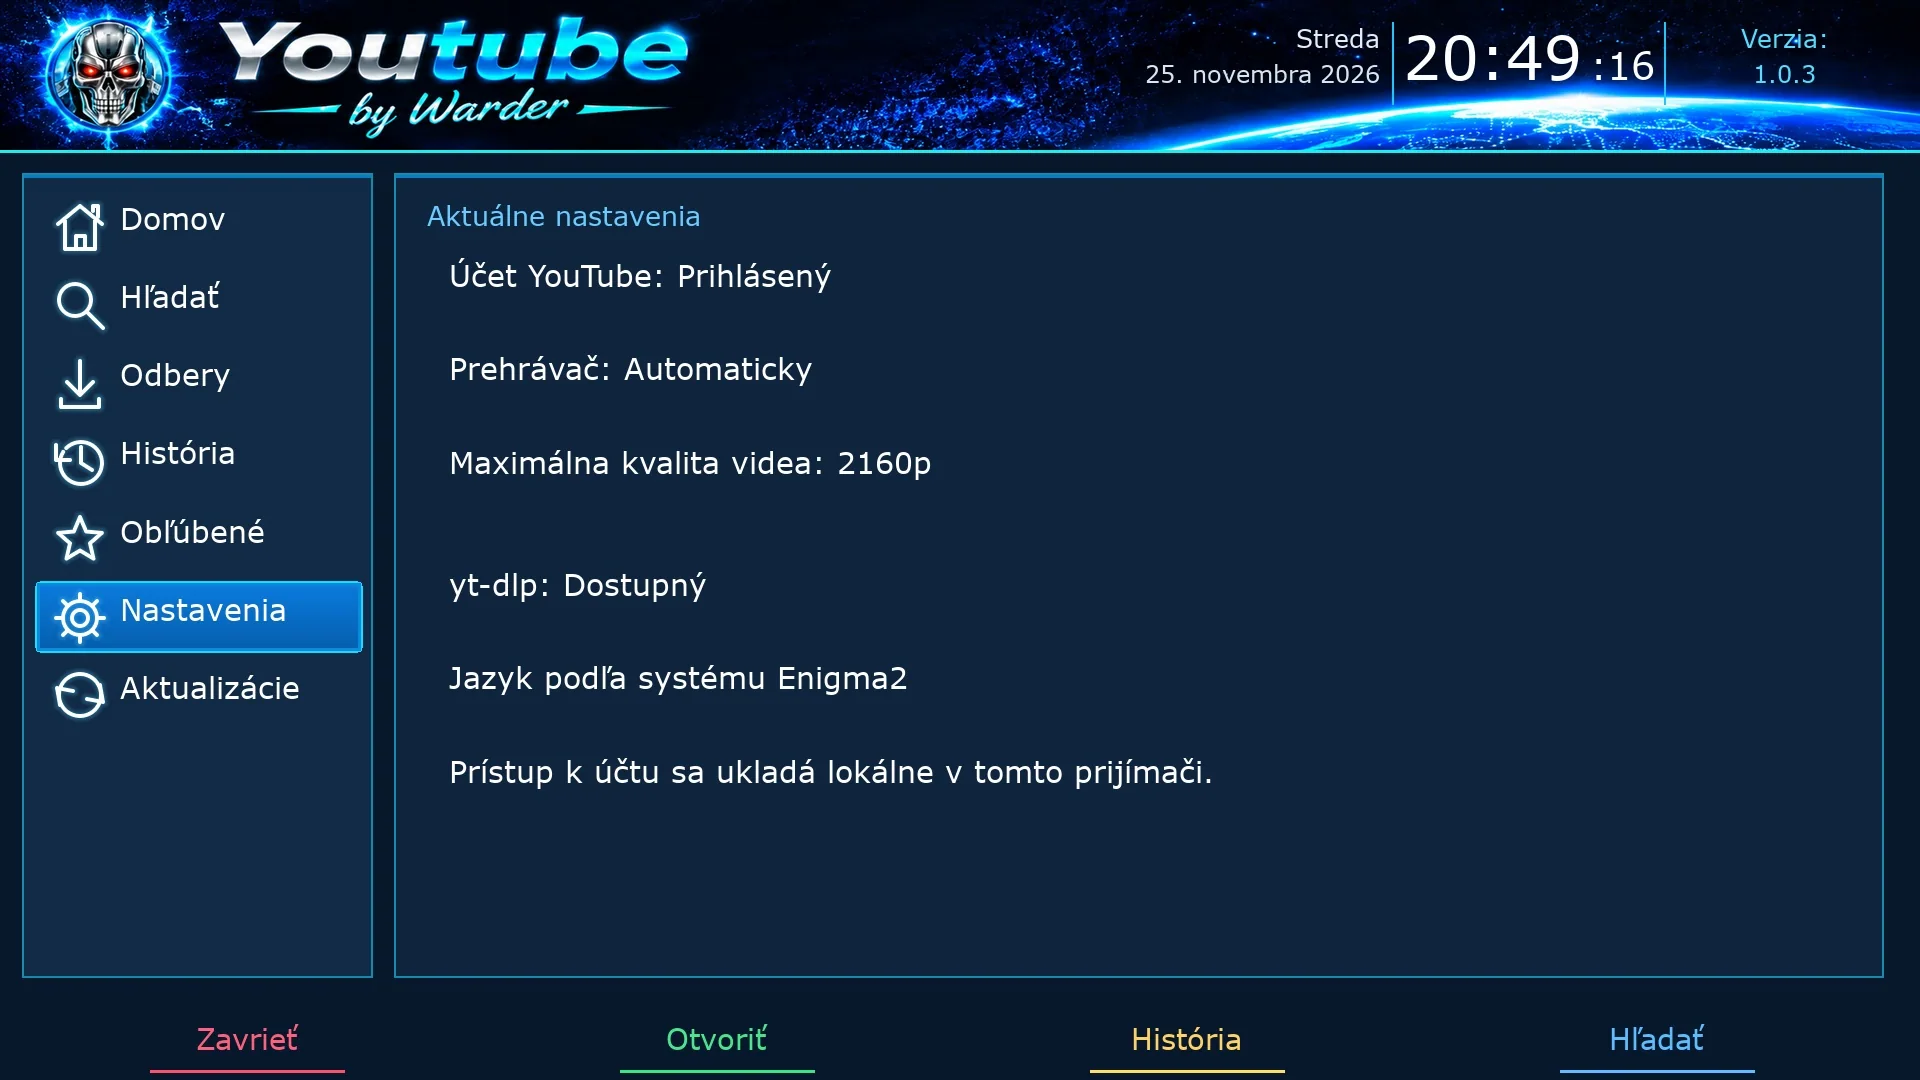 Youtube
by Warder
Streda
25. novembra 2026
20:49 :16
Verzia:
1.0.3
Domov
Hľadať
Odbery
História
Obľúbené
Nastavenia
Aktualizácie
Aktuálne nastavenia
Účet YouTube: Prihlásený
Prehrávač: Automaticky
Maximálna kvalita videa: 2160p
yt-dlp: Dostupný
Jazyk podľa systému Enigma2
Prístup k účtu sa ukladá lokálne v tomto prijímači.
Zavrieť
Otvoriť
História
Hľadať